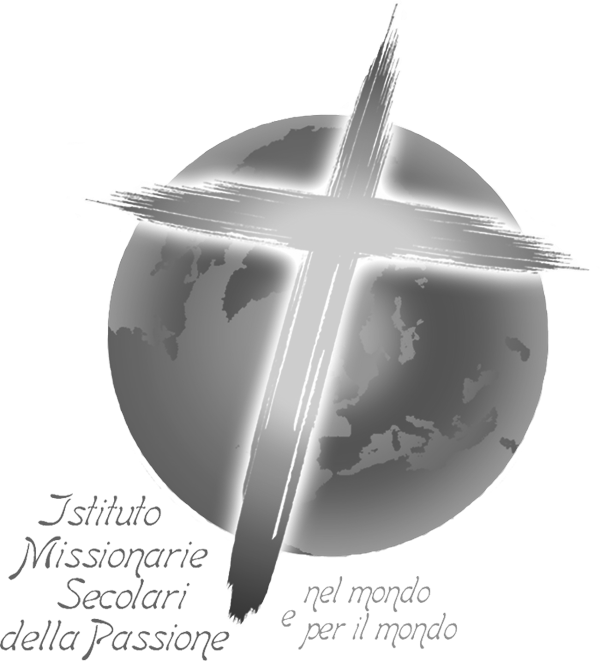 Istituto
Missionarie
Secolari
della Passione
nel mondo
e
per il mondo